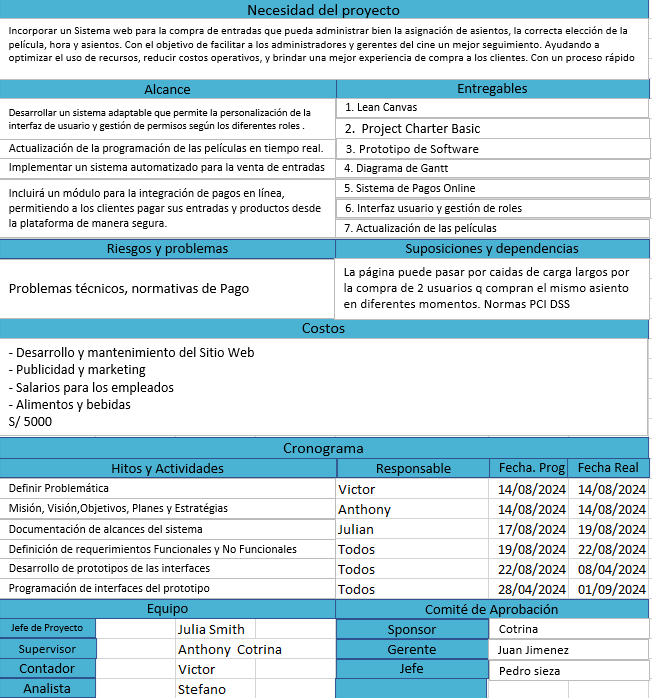 Necesidad del proyecto
Incorporar un Sistema web para la compra de entradas que pueda administrar bien la asignación de asientos, la correcta elección de la
película, hora y asientos. Con el objetivo de facilitar a los administradores y gerentes del cine un mejor seguimiento. Ayudando a
optimizar el uso de recursos, reducir costos operativos, y brindar una mejor experiencia de compra a los clientes. Con un proceso rápido
Alcance
Desarrollar un sistema adaptable que permite la personalización de la
interfaz de usuario y gestión de permisos según los diferentes roles .
Actualización de la programación de las películas en tiempo real.
Implementar un sistema automatizado para la venta de entradas
Incluirá un módulo para la integración de pagos en línea,
permitiendo a los clientes pagar sus entradas y productos desde
la plataforma de manera segura.
Entregables
1. Lean Canvas
2. Project Charter Basic
3. Prototipo de Software
4. Diagrama de Gantt
5. Sistema de Pagos Online
6. Interfaz usuario y gestión de roles
7. Actualización de las películas
Riesgos y problemas
Problemas técnicos, normativas de Pago
Suposiciones y dependencias
La página puede pasar por caidas de carga largos por
la compra de 2 usuarios q compran el mismo asiento
en diferentes momentos. Normas PCI DSS
Costos
- Desarrollo y mantenimiento del Sitio Web
- Publicidad y marketing
- Salarios para los empleados
- Alimentos y bebidas
S/ 5000
Cronograma
Hitos y Actividades Responsable Fecha. Prog Fecha Real
Definir Problemática Victor 14/08/2024 14/08/2024
Misión, Visión,Objetivos, Planes y Estratégias Anthony 14/08/2024 14/08/2024
Documentación de alcances del sistema Julian 17/08/2024 19/08/2024
Definición de requerimientos Funcionales y No Funcionales Todos 19/08/2024 22/08/2024
Desarrollo de prototipos de las interfaces Todos 22/08/2024 08/04/2024
Programación de interfaces del prototipo Todos 28/04/2024 01/09/2024
Equipo
Jefe de Proyecto Julia Smith
Supervisor Anthony Cotrina
Contador Victor
Analista Stefano
Comité de Aprobación
Sponsor Cotrina
Gerente Juan Jimenez
Jefe Pedro sieza